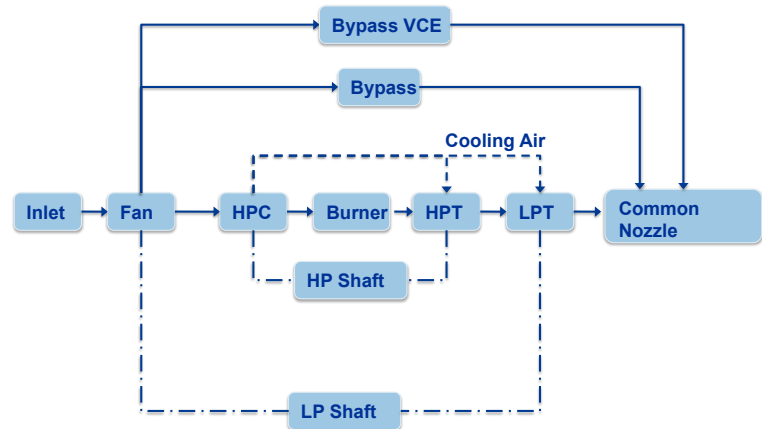 Bypass VCE
Bypass
Cooling Air
Inlet
Fan
HPC
Burner
HPT
LPT
Common
Nozzle
HP Shaft
LP Shaft